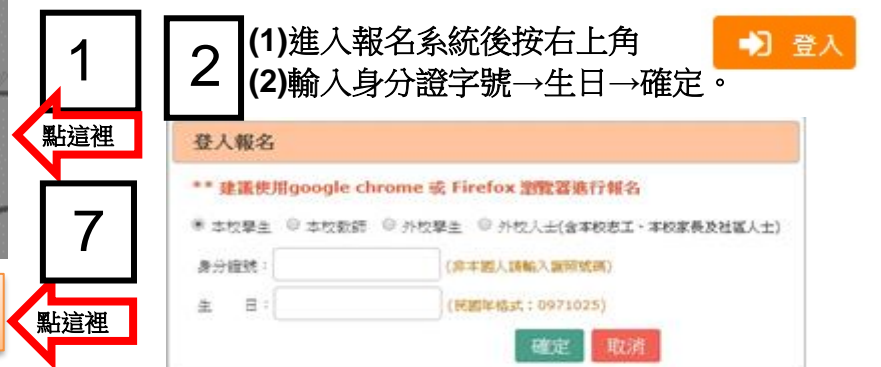 1
點這裡
7
點這裡
2
(1)進入報名系統後按右上角
登入
(2)輸入身分證字號→生日→確定。
登入報名
** 建議使用google chrome 或 Firefox 瀏覽器進行報名
本校學生 本校教師 外校學生 外校人士(含本校志工、本校家長及社區人士)
身分證號:
(非本國人請輸入護照號碼)
生 日:
(民國年格式:0971025)
確定 取消